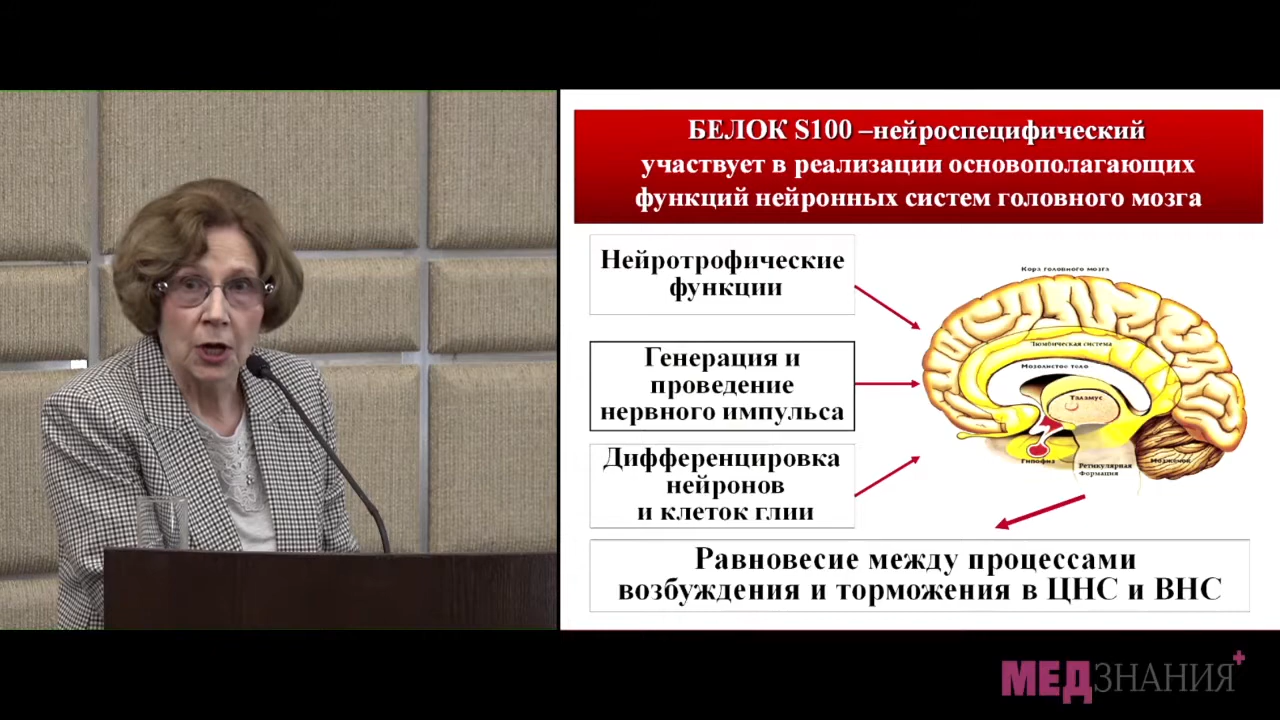 БЕЛОК S100 –нейроспецифический
участвует в реализации основополагающих
функций нейронных систем головного мозга
Нейротрофические
функции
Генерация и
проведение
нервного импульса
Дифференцировка
нейронов
и клеток глии
Кора головного мозга
Лимбическая система
Мозолистое тело
Таламус
Гипофиз
Ретикулярная
Формация
Мозжечок
Равновесие между процессами
возбуждения и торможения в ЦНС и ВНС
МЕДЗНАНИЯ+